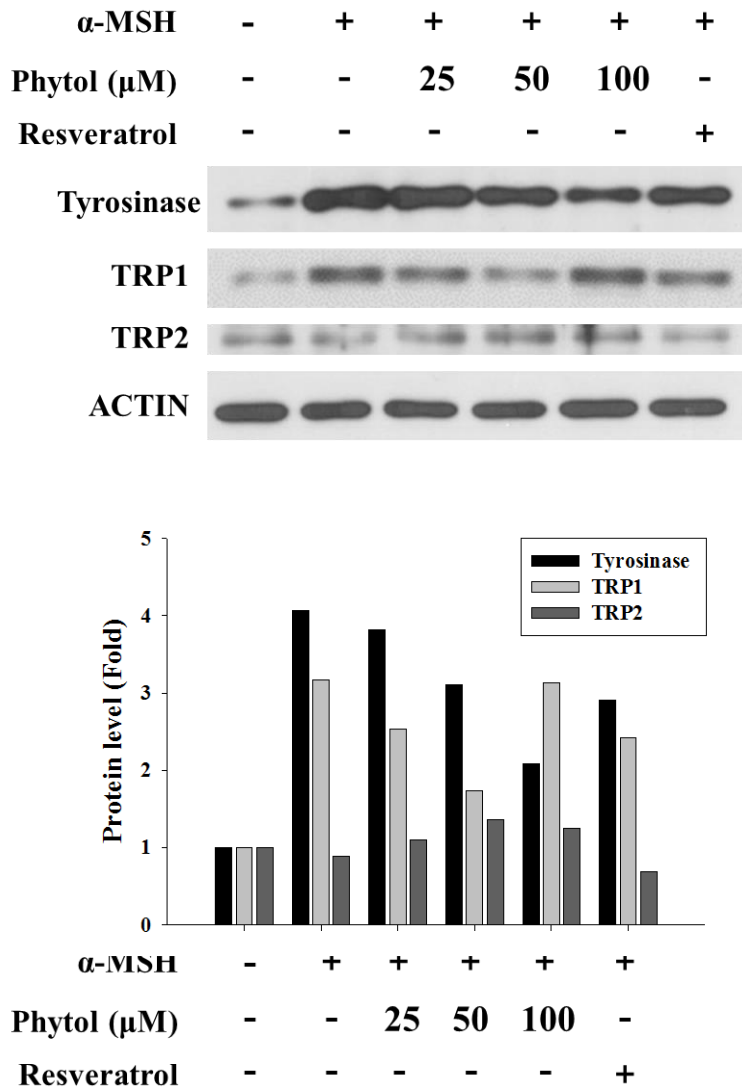 α-MSH - + + + + +
Phytol (μM) - - 25 50 100 -
Resveratrol - - - - - +
Tyrosinase
TRP1
TRP2
ACTIN
5
4
3
2
1
0
Protein level (Fold)
Tyrosinase
TRP1
TRP2
α-MSH - + + + + +
Phytol (μM) - - 25 50 100 -
Resveratrol - - - - - +